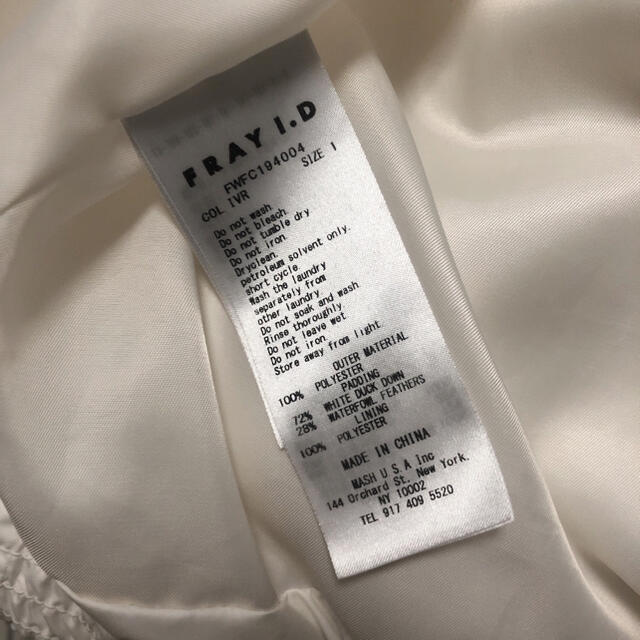 FRAY I.D
FWFC194004
COL IVR SIZE 1
Do not wash.
Do not bleach.
Do not tumble dry
Do not iron.
Dryclean.
petroleum solvent only.
short cycle.
Wash the laundry
separately from
other laundry
Do not soak and wash
Rinse thoroughly.
Do not leave wet.
Do not iron
Store away from light.
OUTER MATERIAL
100% POLYESTER
PADDING
72% WHITE DUCK DOWN
28% WATERFOWL FEATHERS
LINING
100% POLYESTER
MADE IN CHINA
MASH U.S.A Inc
144 Orchard St. New York.
NY 10002
TEL 917 409 5520